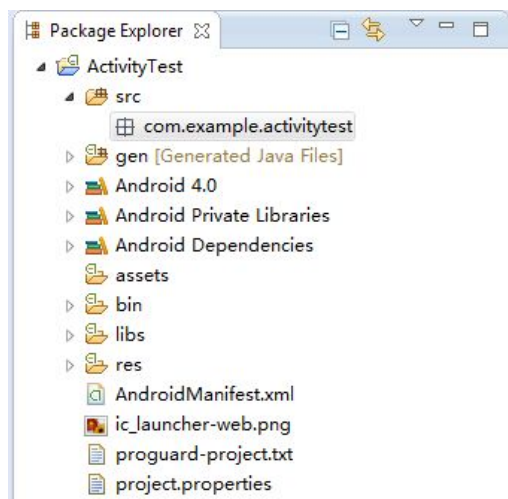 Package Explorer
ActivityTest
src
com.example.activitytest
gen [Generated Java Files]
Android 4.0
Android Private Libraries
Android Dependencies
assets
bin
libs
res
AndroidManifest.xml
ic_launcher-web.png
proguard-project.txt
project.properties